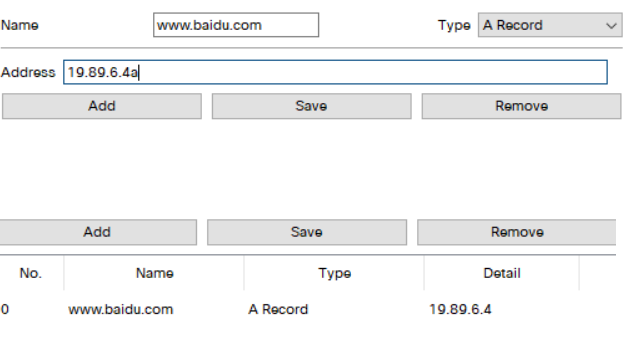 Name www.baidu.com Type A Record
Address 19.89.6.4a
Add Save Remove
Add Save Remove
No. Name Type Detail
0 www.baidu.com A Record 19.89.6.4